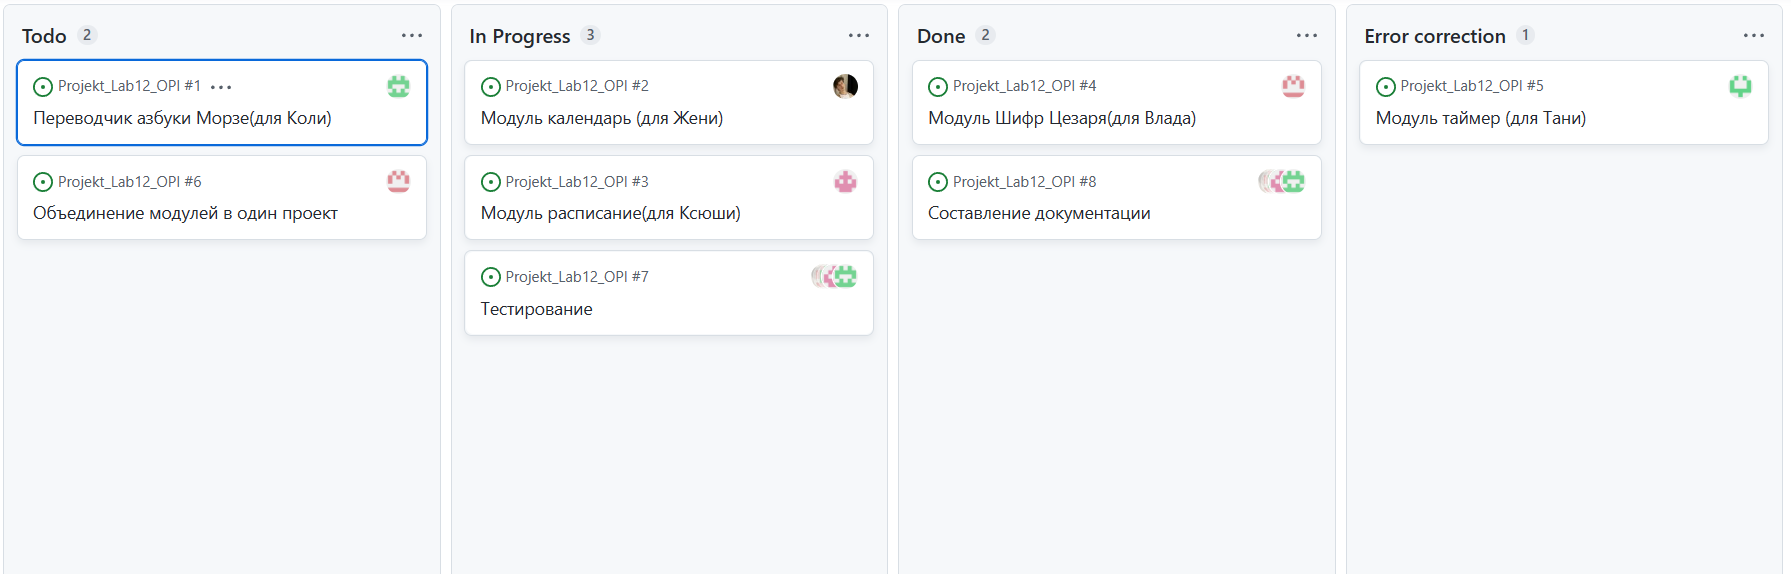 Todo 2
Projekt_Lab12_OPI #1
Переводчик азбуки Морзе(для Коли)
Projekt_Lab12_OPI #6
Объединение модулей в один проект
In Progress 3
Projekt_Lab12_OPI #2
Модуль календарь (для Жени)
Projekt_Lab12_OPI #3
Модуль расписание(для Ксюши)
Projekt_Lab12_OPI #7
Тестирование
Done 2
Projekt_Lab12_OPI #4
Модуль Шифр Цезаря(для Влада)
Projekt_Lab12_OPI #8
Составление документации
Error correction 1
Projekt_Lab12_OPI #5
Модуль таймер (для Тани)